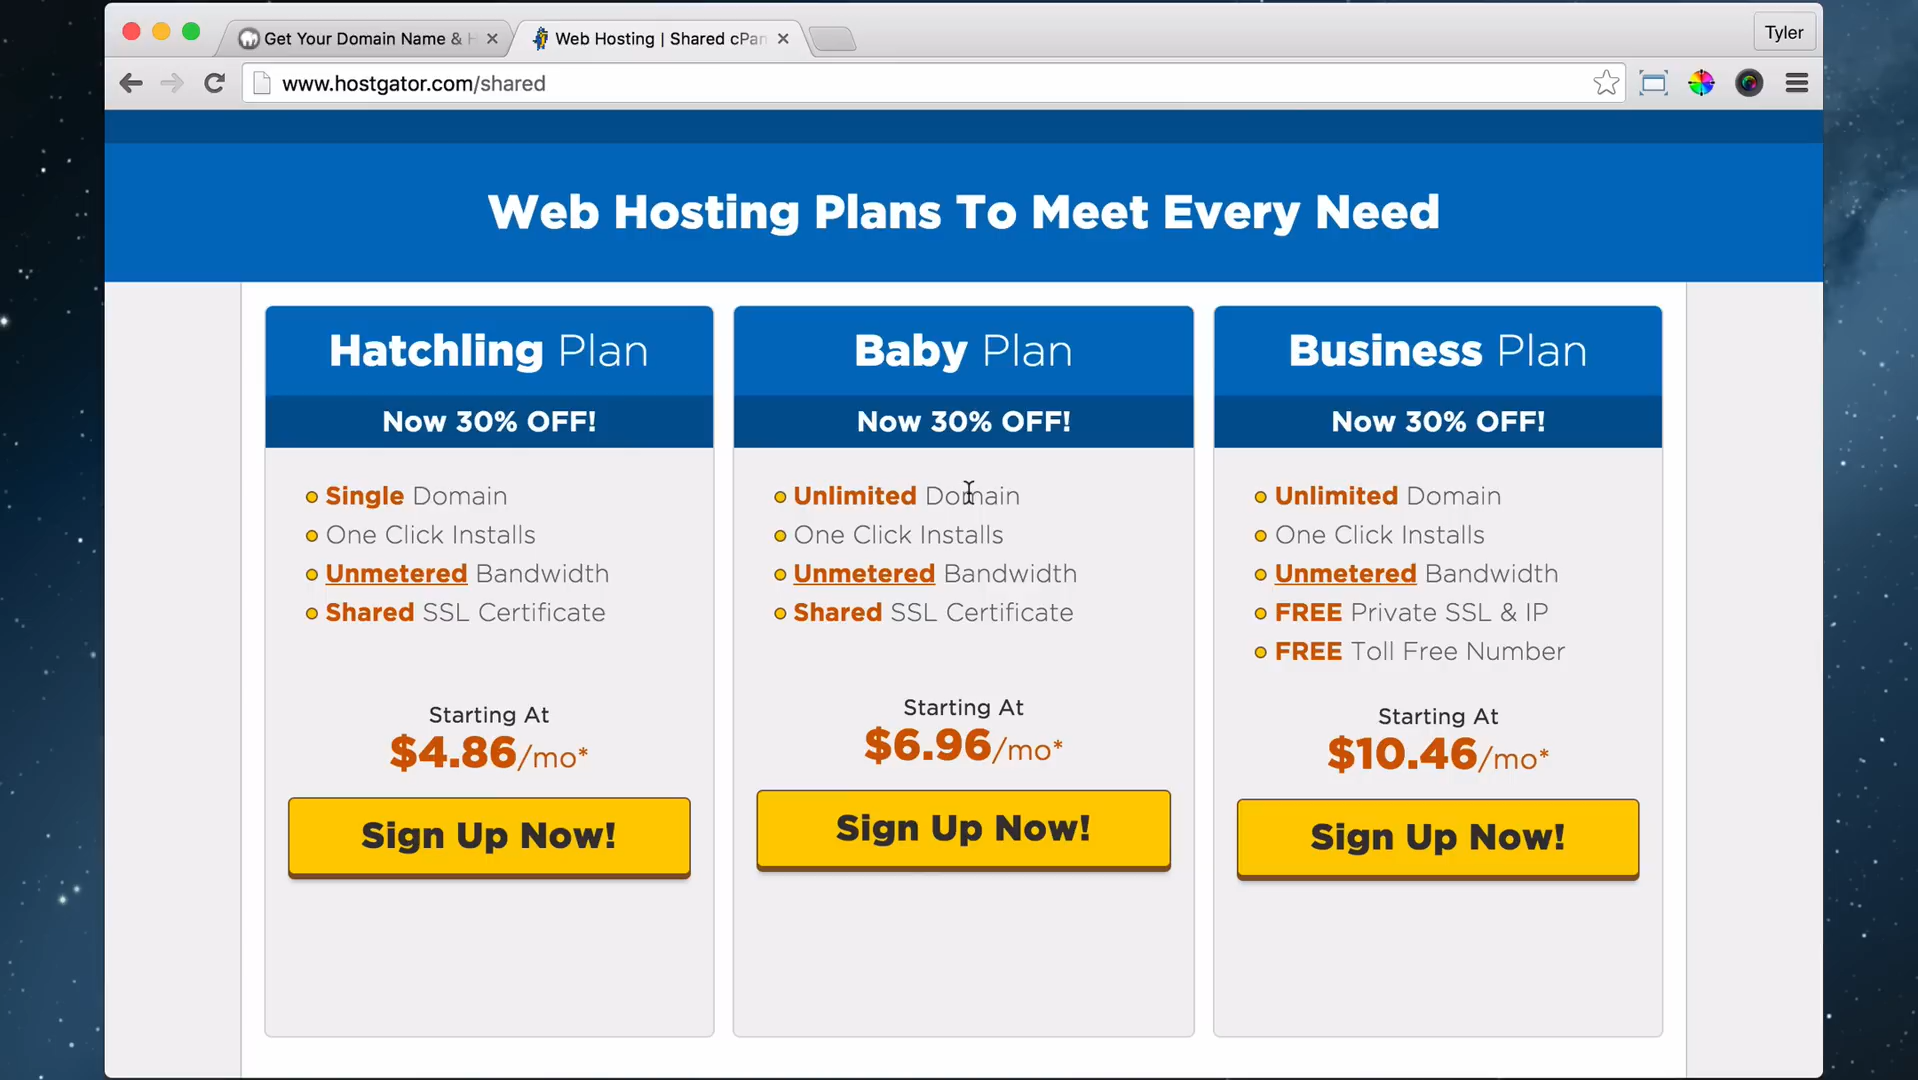 Get Your Domain Name & H
Web Hosting | Shared cPan
Tyler
www.hostgator.com/shared
Web Hosting Plans To Meet Every Need
Hatchling Plan
Now 30% OFF!
Single Domain
One Click Installs
Unmetered Bandwidth
Shared SSL Certificate
Starting At
$4.86/mo*
Sign Up Now!
Baby Plan
Now 30% OFF!
Unlimited Domain
One Click Installs
Unmetered Bandwidth
Shared SSL Certificate
Starting At
$6.96/mo*
Sign Up Now!
Business Plan
Now 30% OFF!
Unlimited Domain
One Click Installs
Unmetered Bandwidth
FREE Private SSL & IP
FREE Toll Free Number
Starting At
$10.46/mo*
Sign Up Now!